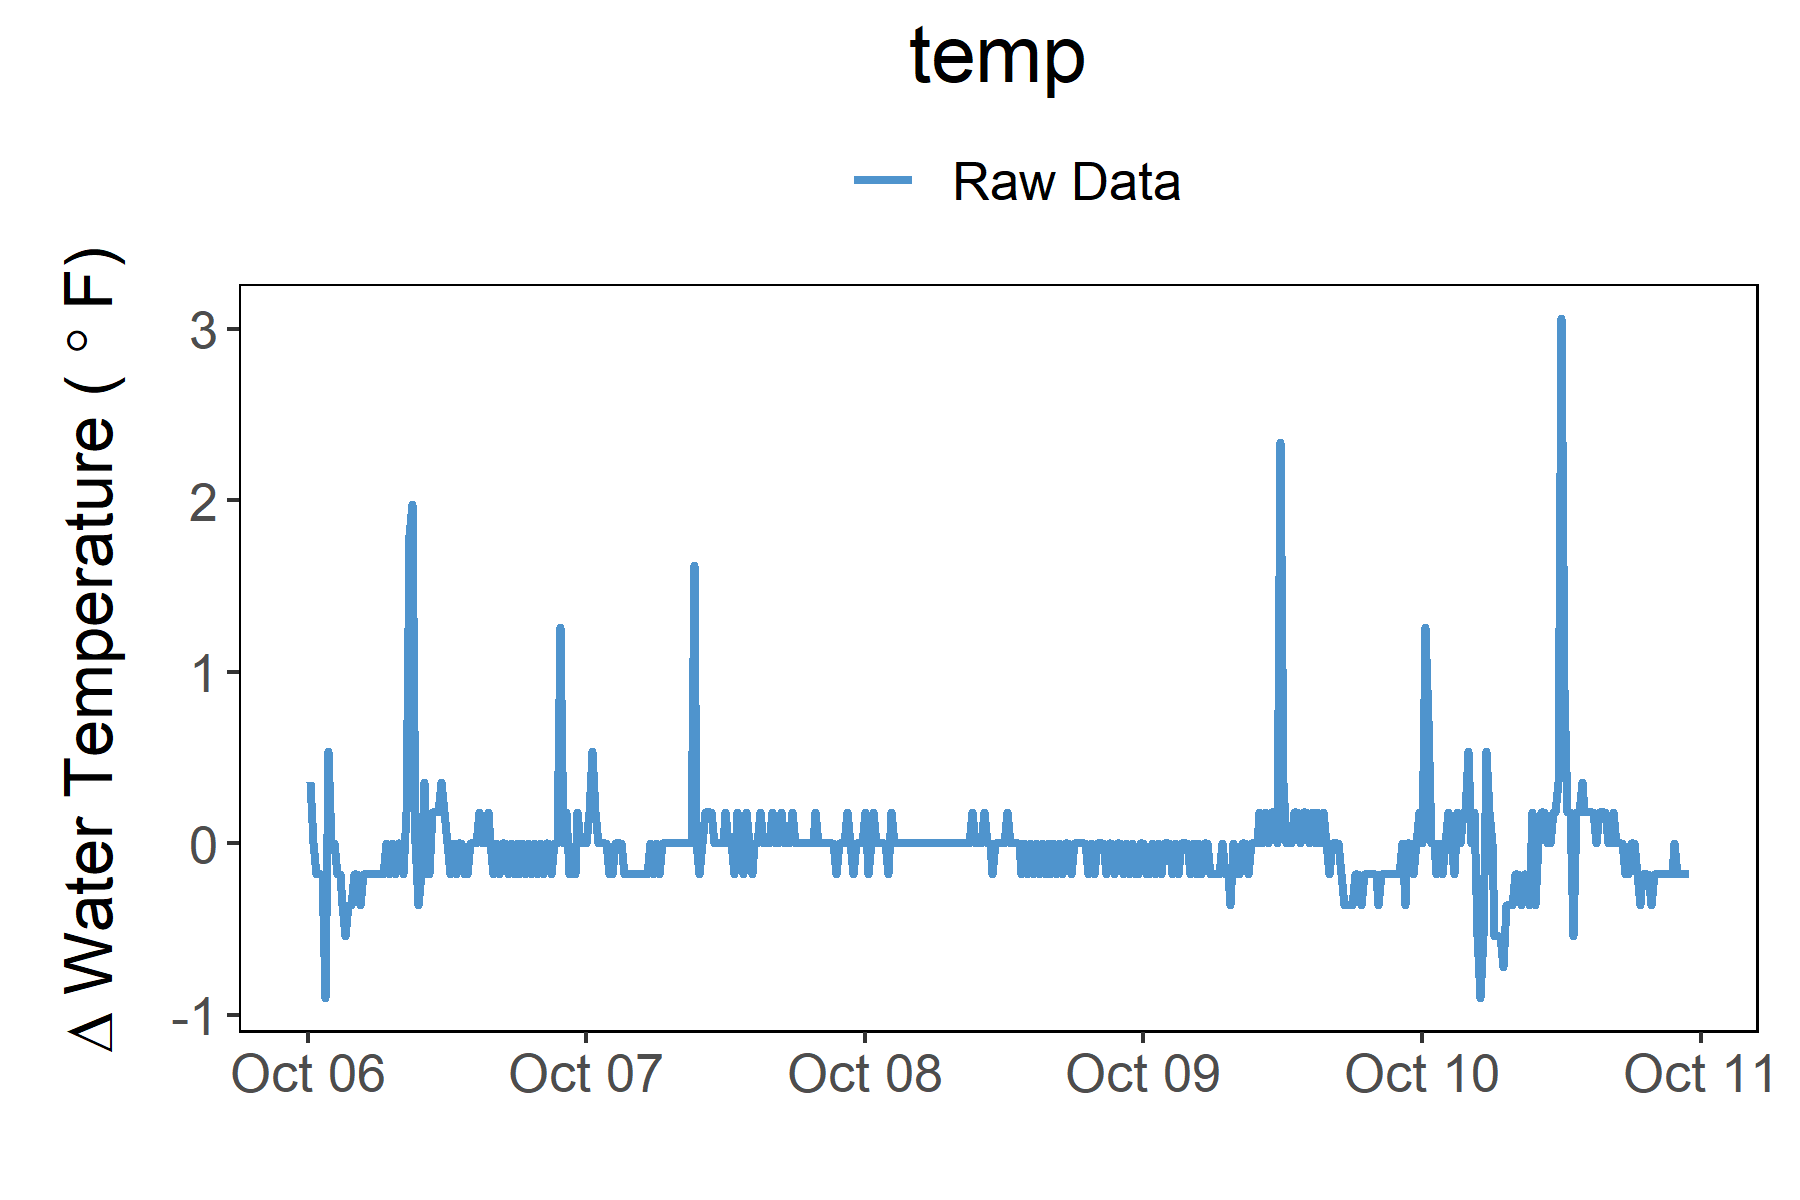 temp
Raw Data
Δ Water Temperature ( ° F)
3
2
1
0
-1
Oct 06 Oct 07 Oct 08 Oct 09 Oct 10 Oct 11